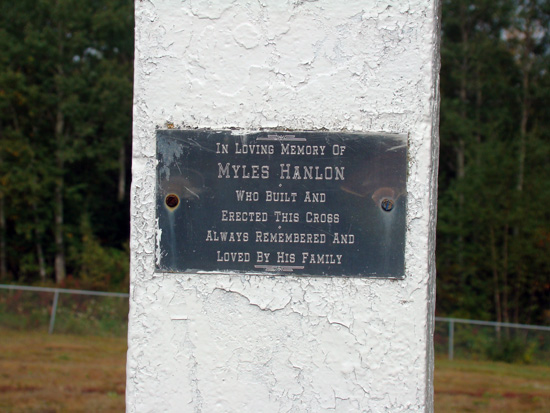 In Loving Memory Of
Myles Hanlon
Who Built And
Erected This Cross
Always Remembered And
Loved By His Family